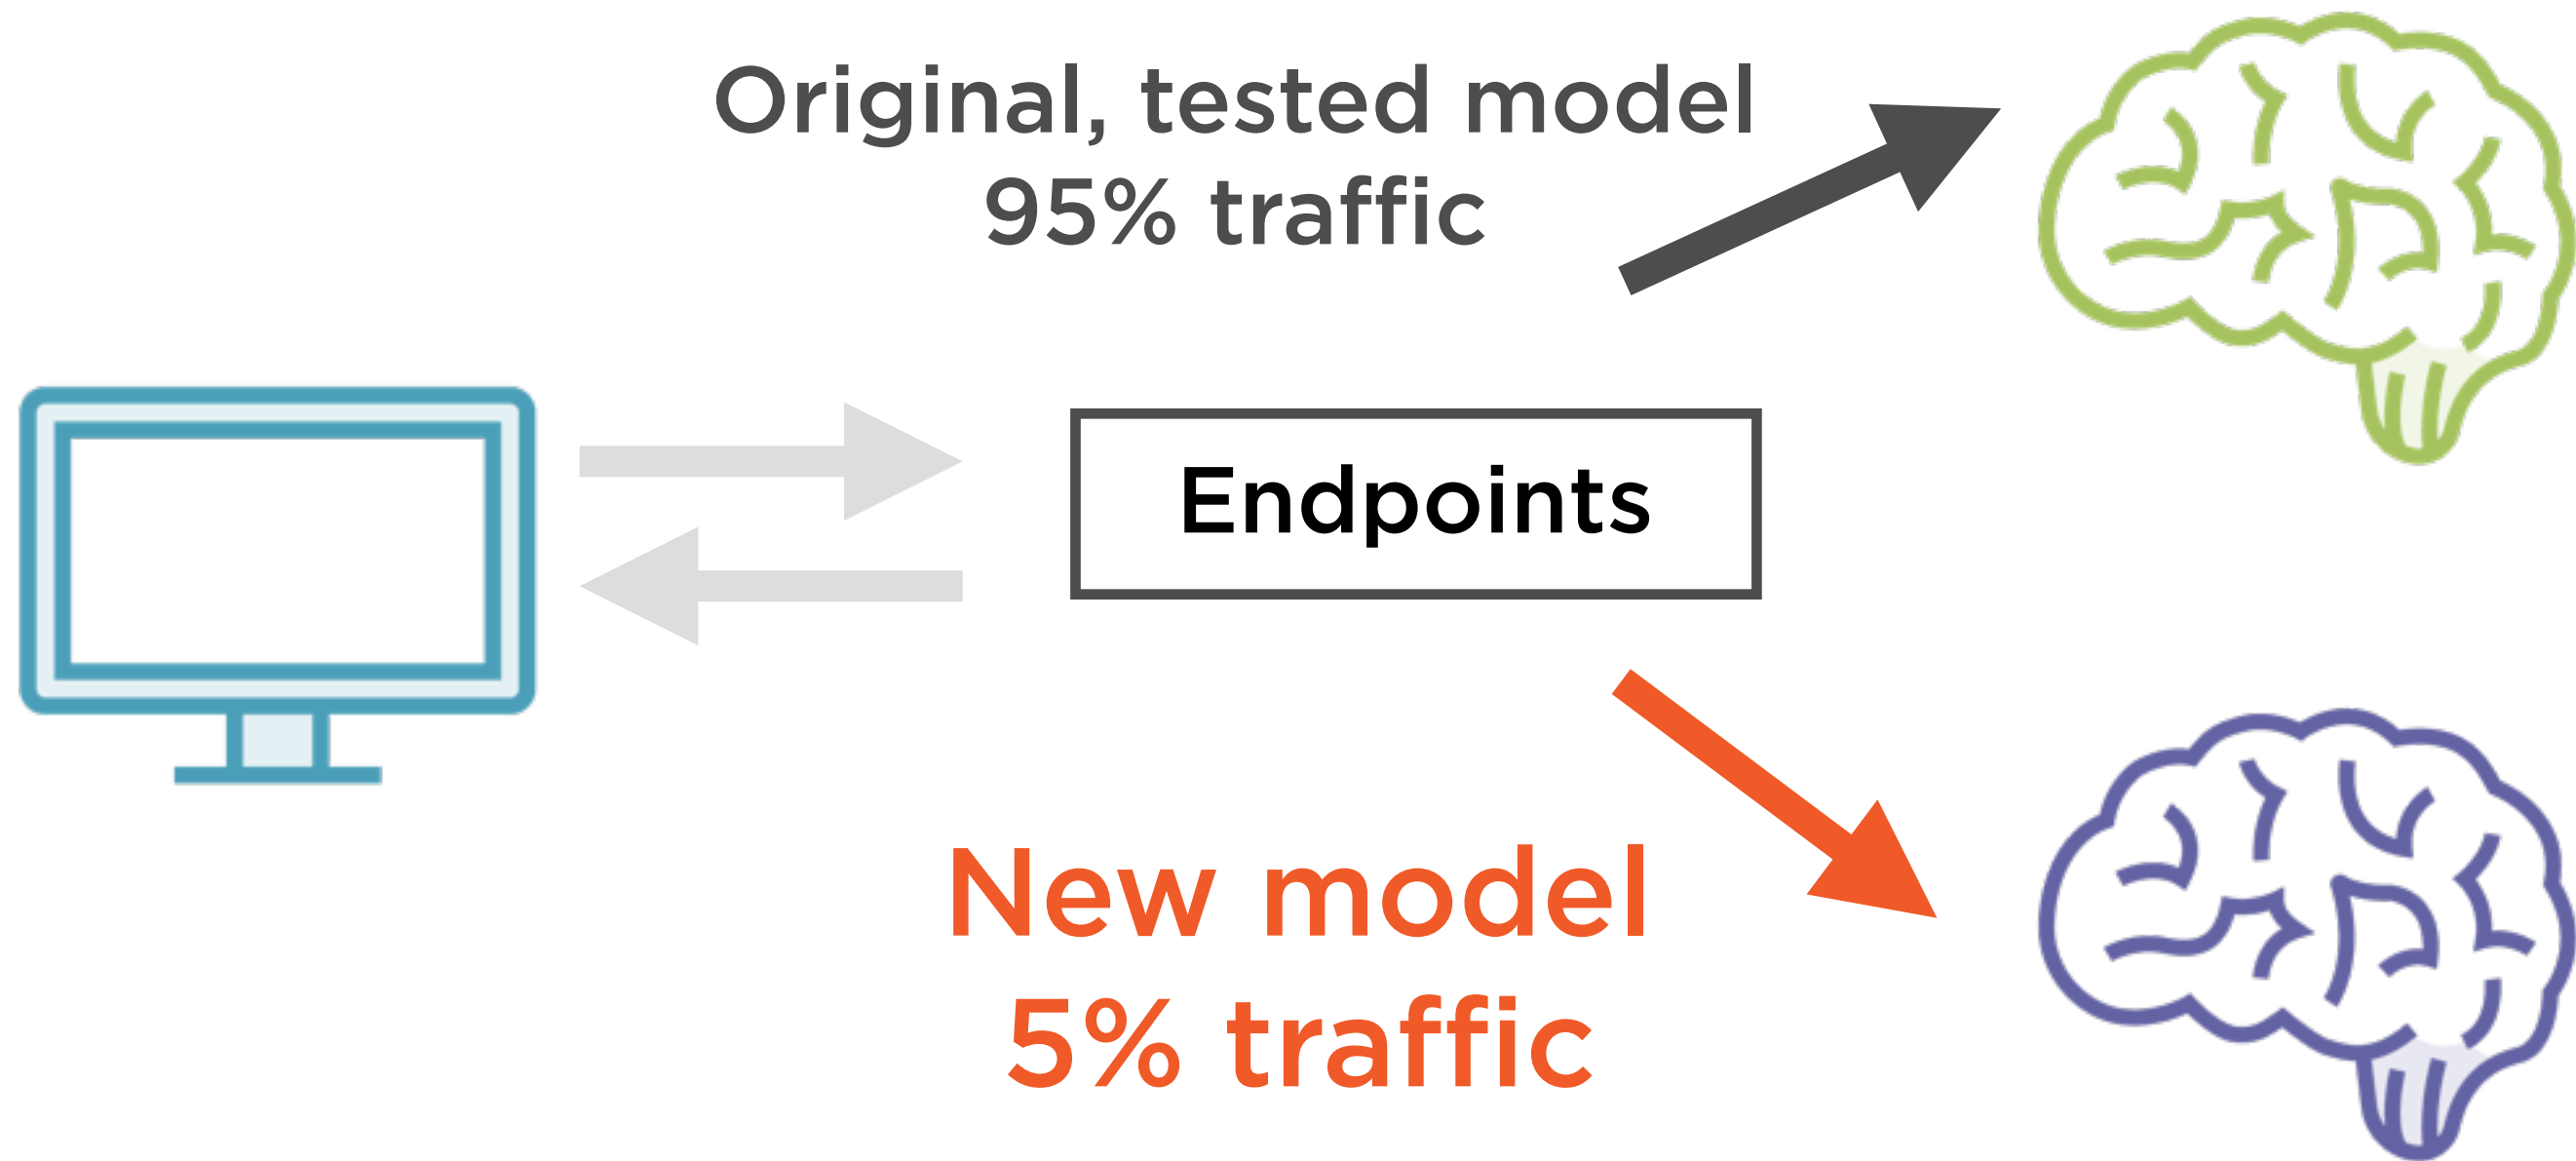 Original, tested model
95% traffic
Endpoints
New model
5% traffic